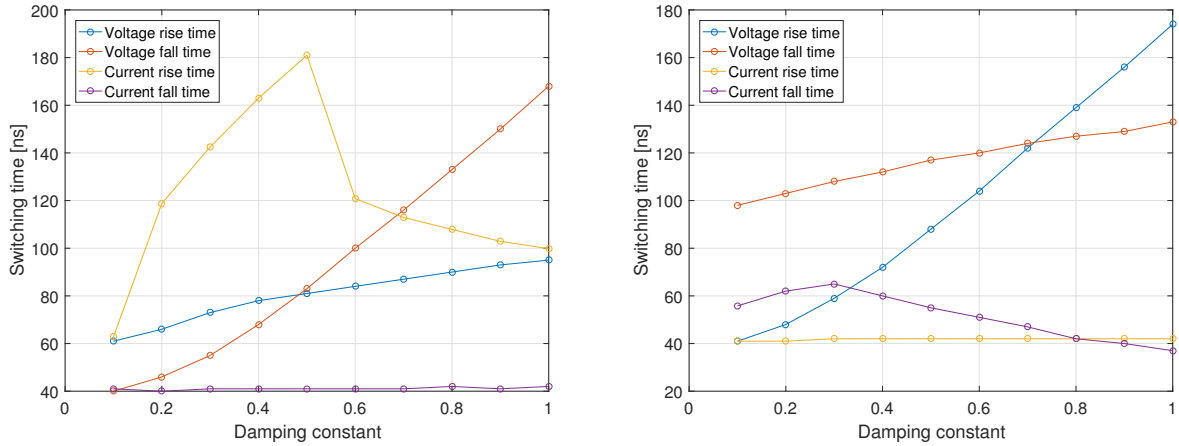 200
180
160
140
120
100
80
60
40
0
0.2
0.4
0.6
0.8
1
Switching time [ns]
Damping constant
Voltage rise time
Voltage fall time
Current rise time
Current fall time
180
160
140
120
100
80
60
40
20
0
0.2
0.4
0.6
0.8
1
Switching time [ns]
Damping constant
Voltage rise time
Voltage fall time
Current rise time
Current fall time